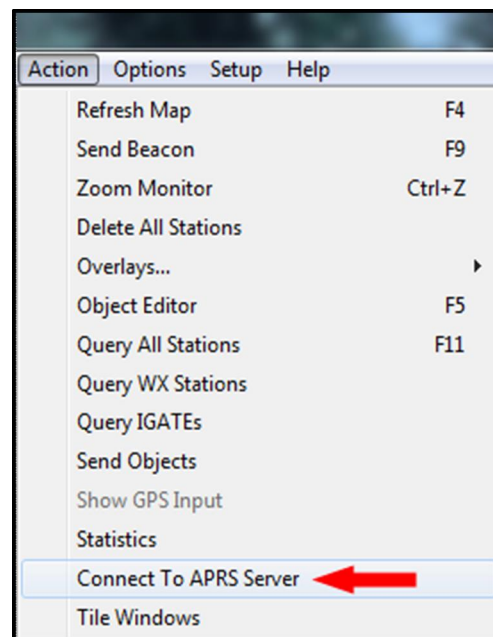 Action Options Setup Help
Refresh Map F4
Send Beacon F9
Zoom Monitor Ctrl+Z
Delete All Stations
Overlays...
Object Editor F5
Query All Stations F11
Query WX Stations
Query IGATEs
Send Objects
Show GPS Input
Statistics
Connect To APRS Server
Tile Windows